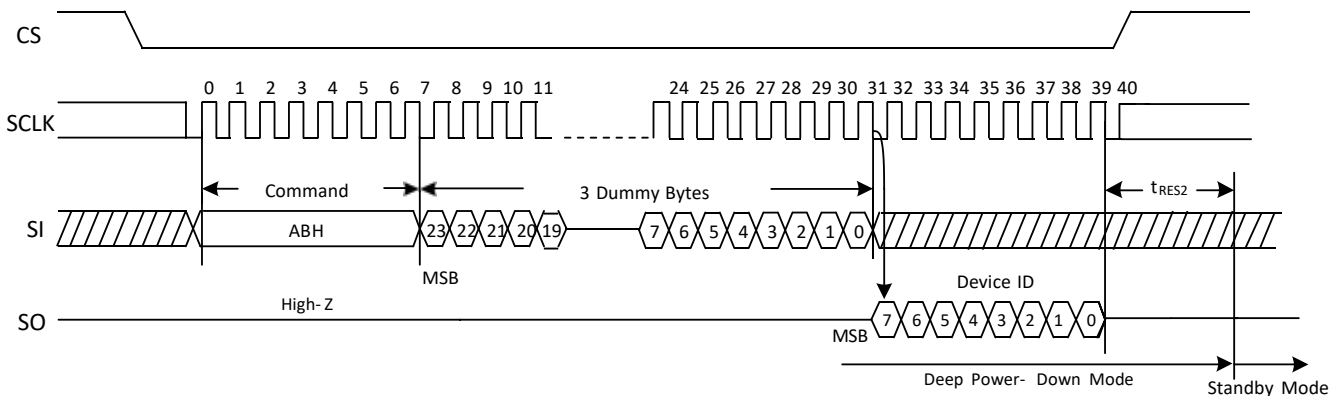 CS
0 1 2 3 4 5 6 7 8 9 10 11 24 25 26 27 28 29 30 31 32 33 34 35 36 37 38 39 40
SCLK
Command 3 Dummy Bytes tRES2
SI ABH 23 22 21 20 19 7 6 5 4 3 2 1 0
MSB Device ID
High- Z
SO 7 6 5 4 3 2 1 0
MSB
Deep Power- Down Mode Standby Mode